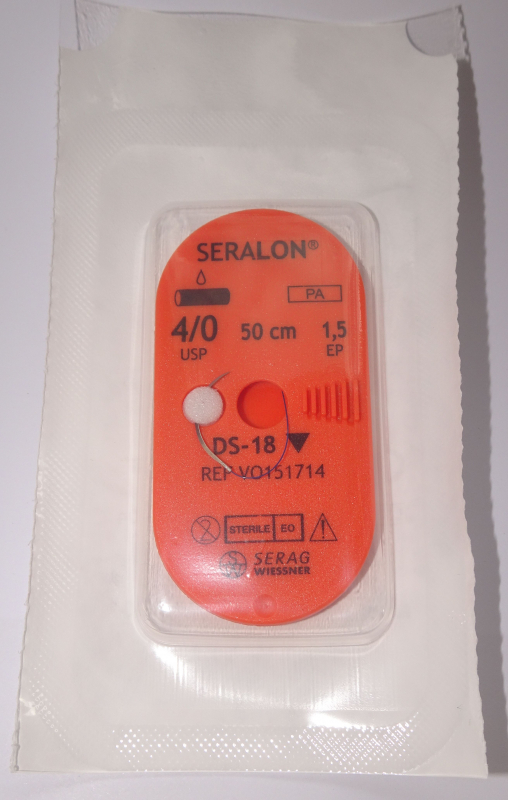 SERALON®
PA
4/0 50 cm 1,5
USP EP
DS-18
REF VO151714
STERILE EO
SERAG
WIESSNER